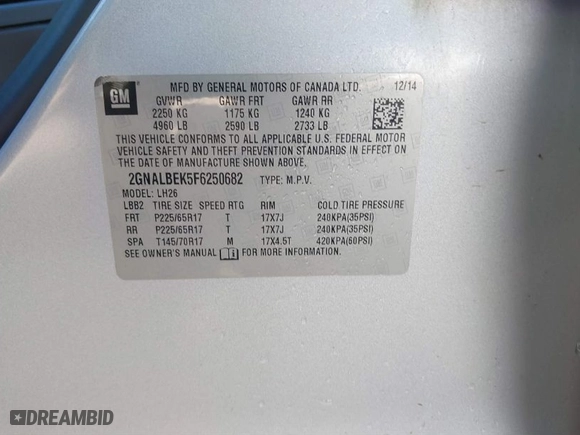 GM
MFD BY GENERAL MOTORS OF CANADA LTD. 12/14
GVWR GAWR FRT GAWR RR
2250 KG 1175 KG 1240 KG
4960 LB 2590 LB 2733 LB
THIS VEHICLE CONFORMS TO ALL APPLICABLE U.S. FEDERAL MOTOR
VEHICLE SAFETY AND THEFT PREVENTION STANDARDS IN EFFECT ON
THE DATE OF MANUFACTURE SHOWN ABOVE.
2GNALBEK5F6250682 TYPE: M.P.V.
MODEL: LH26
LBB2 TIRE SIZE SPEED RTG RIM COLD TIRE PRESSURE
FRT P225/65R17 T 17X7J 240KPA(35PSI)
RR P225/65R17 T 17X7J 240KPA(35PSI)
SPA T145/70R17 M 17X4.5T 420KPA(60PSI)
SEE OWNER'S MANUAL FOR MORE INFORMATION.
DREAMBID